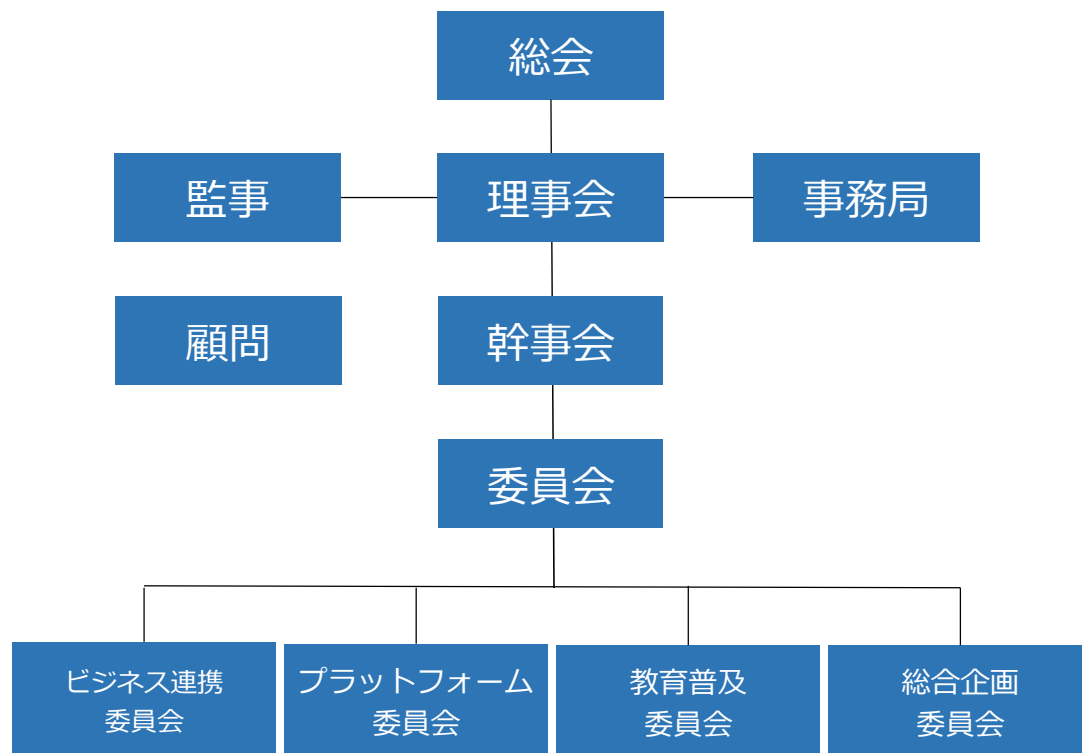 総会
監事
理事会
事務局
顧問
幹事会
委員会
ビジネス連携
委員会
プラットフォーム
委員会
教育普及
委員会
総合企画
委員会